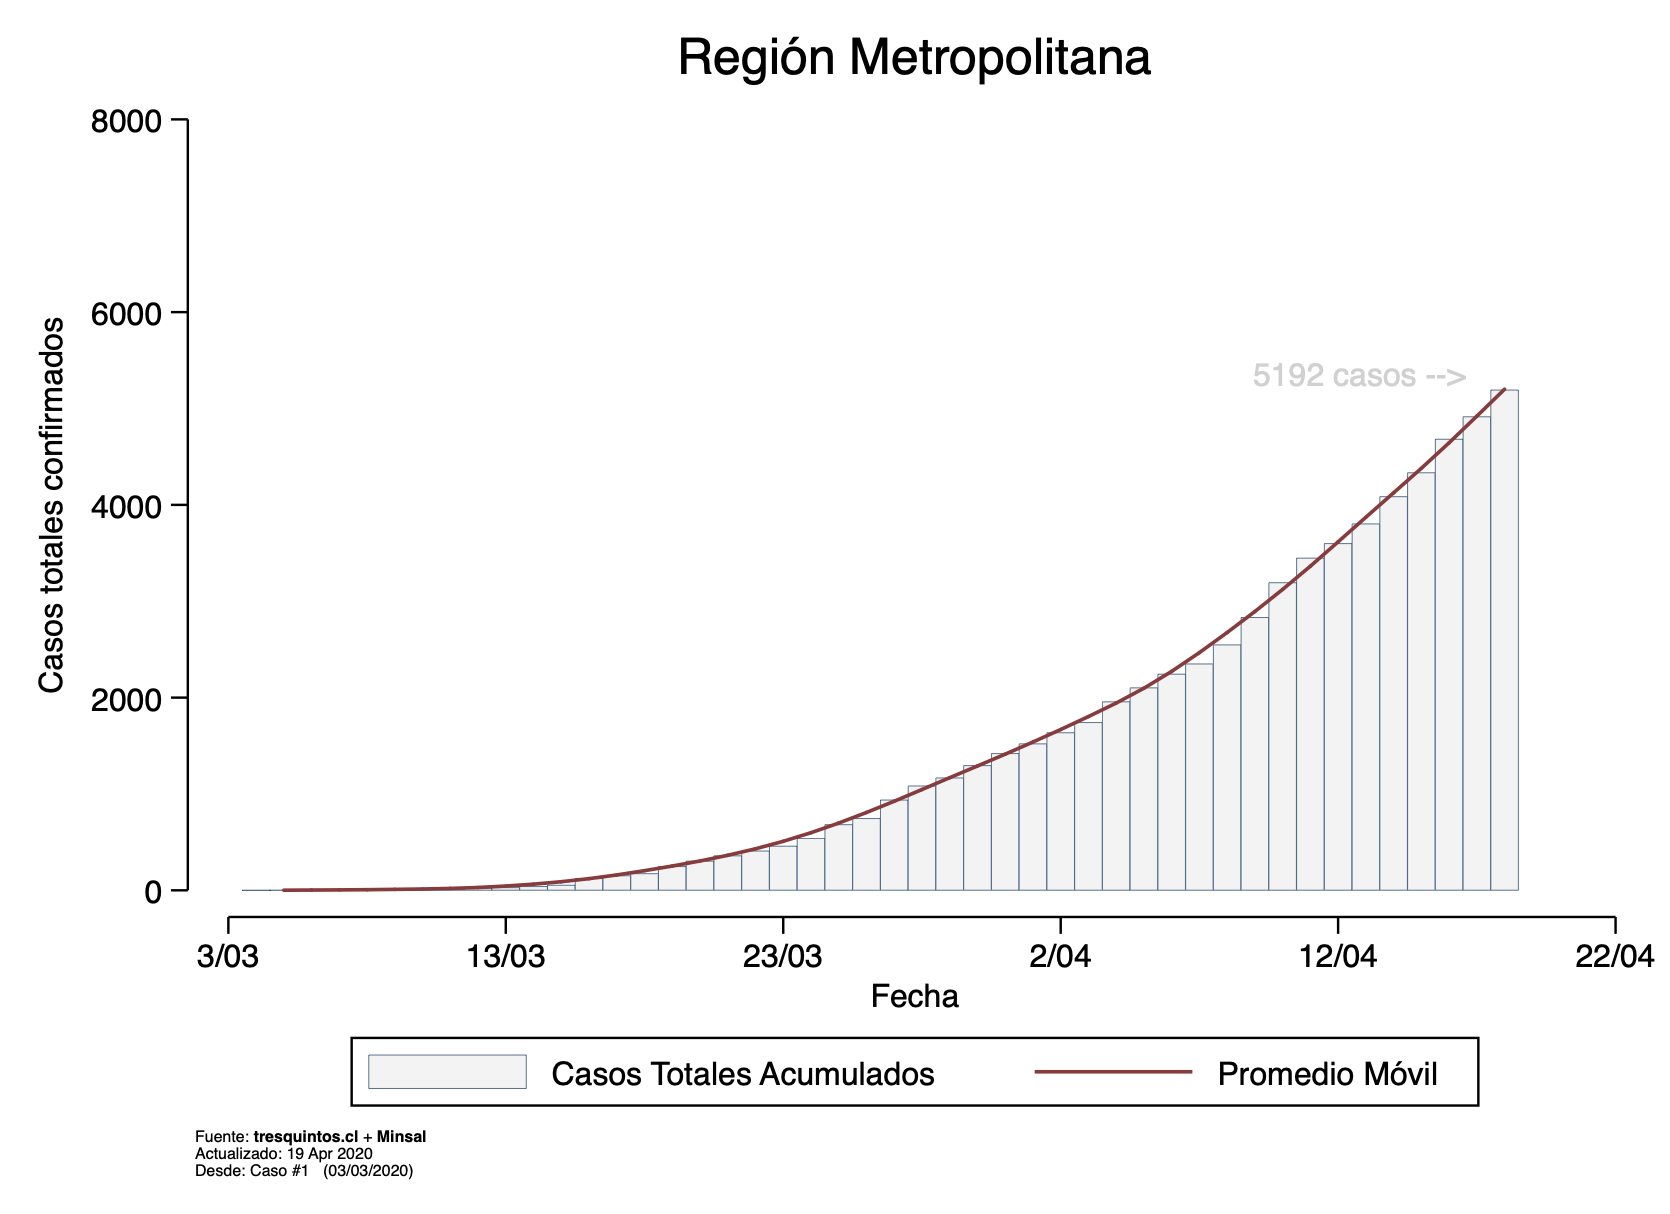 Región Metropolitana
8000
6000
4000
2000
0
Casos totales confirmados
5192 casos -->
3/03 13/03 23/03 2/04 12/04 22/04
Fecha
Casos Totales Acumulados Promedio Móvil
Fuente: tresquintos.cl + Minsal
Actualizado: 19 Apr 2020
Desde: Caso #1 (03/03/2020)